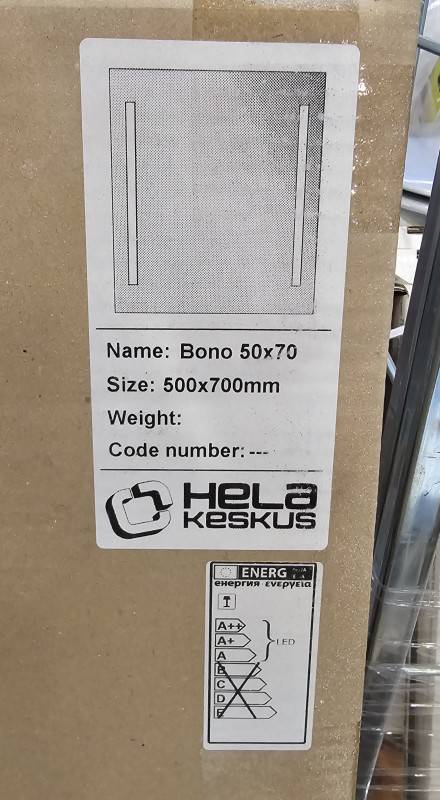 Name: Bono 50x70
Size: 500x700mm
Weight:
Code number: ---
HeLa
KeSKUS
ENERG
енергия · ενεργεια
A++
A+
A
LED
B
C
D
E